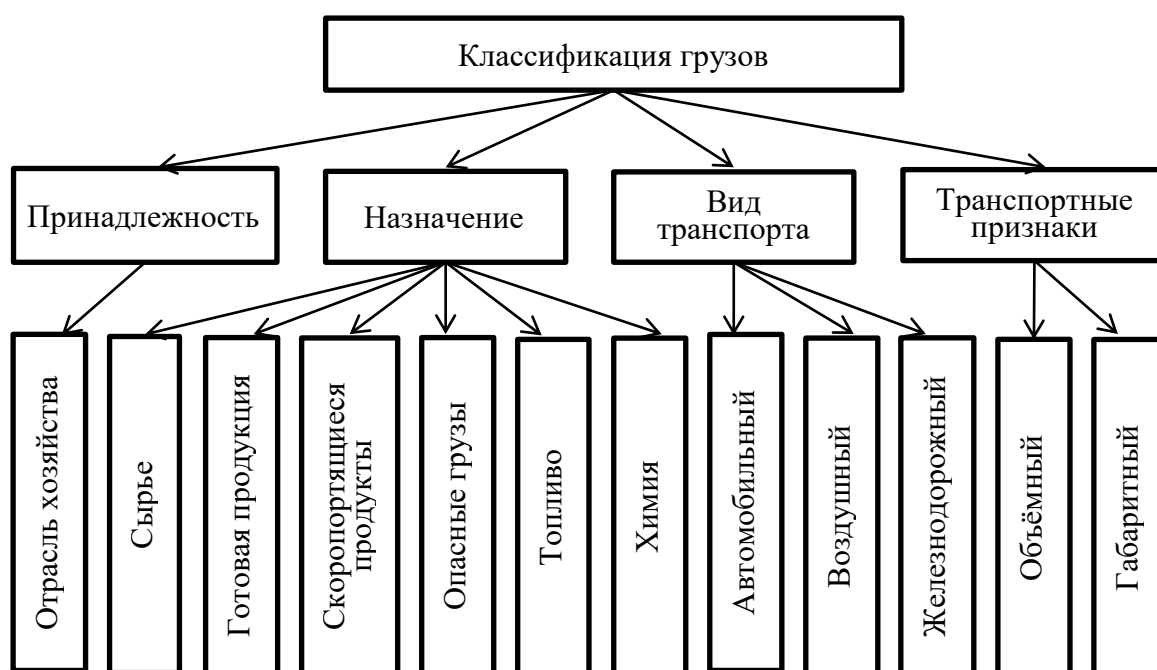 Классификация грузов
Принадлежность
Назначение
Вид
транспорта
Транспортные
признаки
Отрасль хозяйства
Сырье
Готовая продукция
Скоропортящиеся
продукты
Опасные грузы
Топливо
Химия
Автомобильный
Воздушный
Железнодорожный
Объёмный
Габаритный